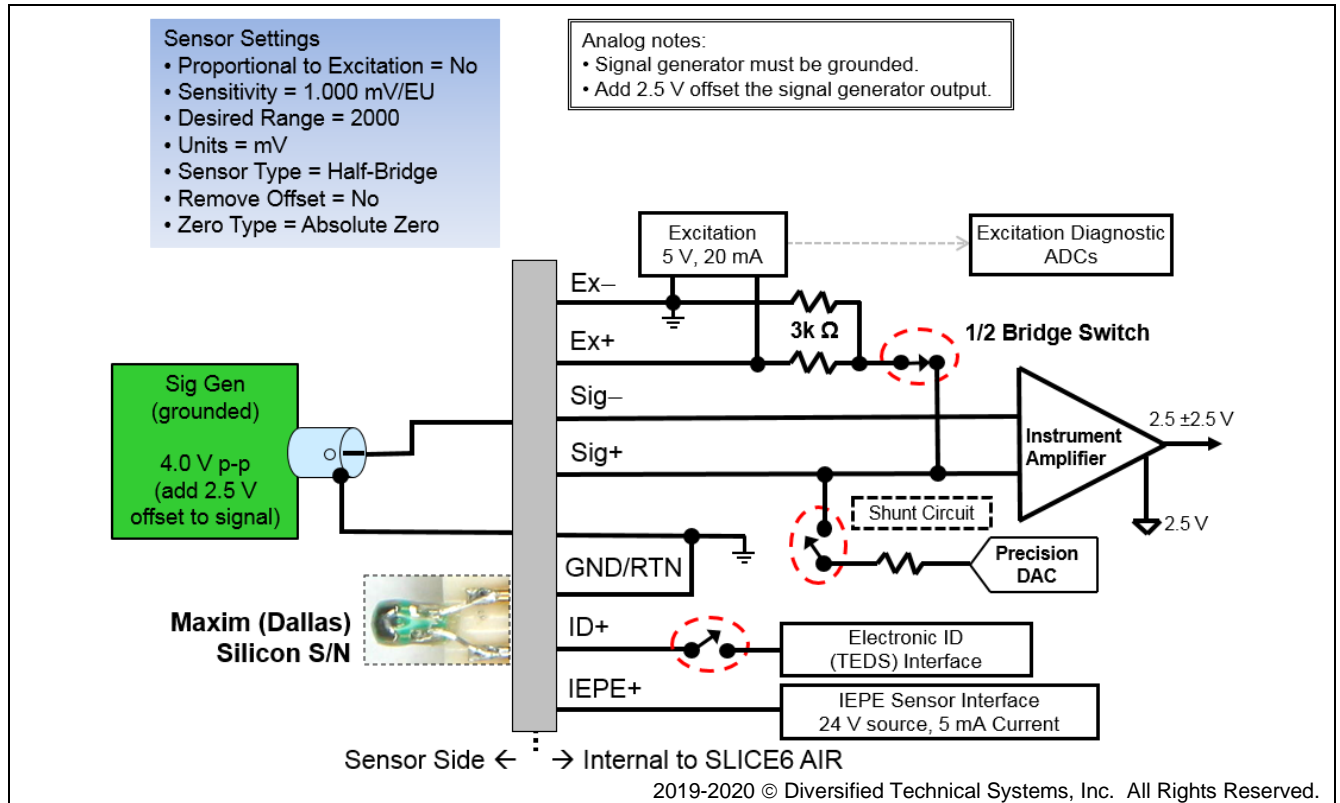 Sensor Settings
• Proportional to Excitation = No
• Sensitivity = 1.000 mV/EU
• Desired Range = 2000
• Units = mV
• Sensor Type = Half-Bridge
• Remove Offset = No
• Zero Type = Absolute Zero
Analog notes:
• Signal generator must be grounded.
• Add 2.5 V offset the signal generator output.
Excitation
5 V, 20 mA
Excitation Diagnostic
ADCs
Ex–
Ex+
3k Ω
1/2 Bridge Switch
Sig–
Sig+
Sig Gen
(grounded)
4.0 V p-p
(add 2.5 V
offset to signal)
Instrument
Amplifier
2.5 ±2.5 V
2.5 V
Shunt Circuit
Precision
DAC
GND/RTN
Maxim (Dallas)
Silicon S/N
ID+
Electronic ID
(TEDS) Interface
IEPE+
IEPE Sensor Interface
24 V source, 5 mA Current
Sensor Side ← → Internal to SLICE6 AIR
2019-2020 © Diversified Technical Systems, Inc. All Rights Reserved.